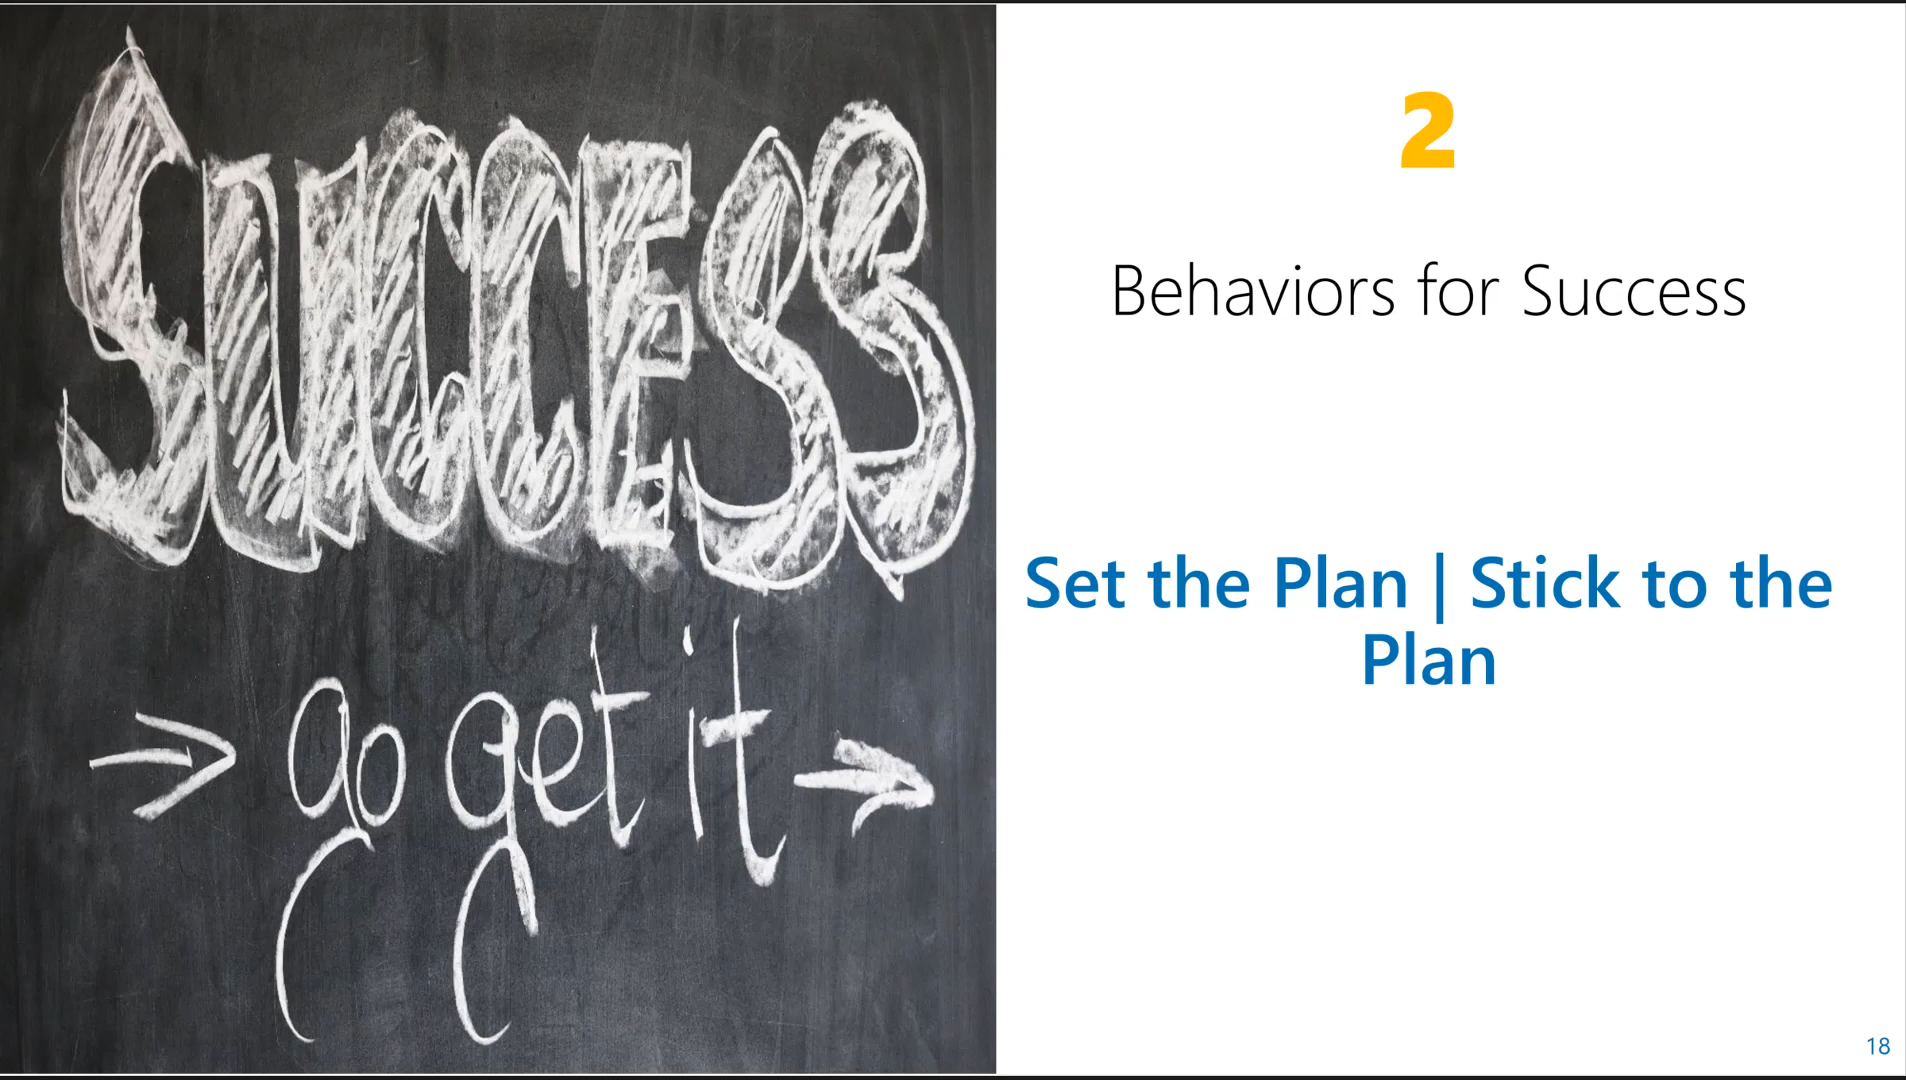 SUCCESS
go get it
2
Behaviors for Success
Set the Plan | Stick to the
Plan
18